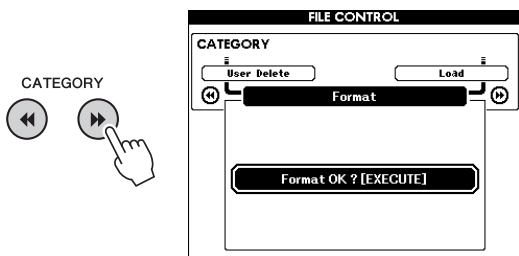 FILE CONTROL
CATEGORY
User Delete
Load
CATEGORY
Format
Format OK ? [EXECUTE]